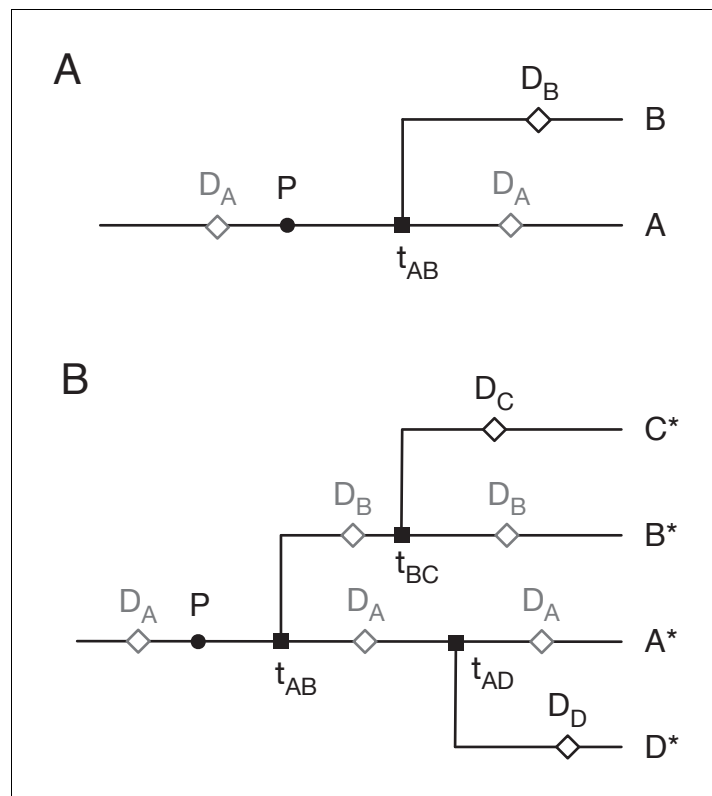 A
D_B
B
D_A P D_A
A
t_AB
B
D_C
C*
D_B D_B
B*
t_BC
D_A P D_A D_A
A*
t_AB t_AD
D_D
D*